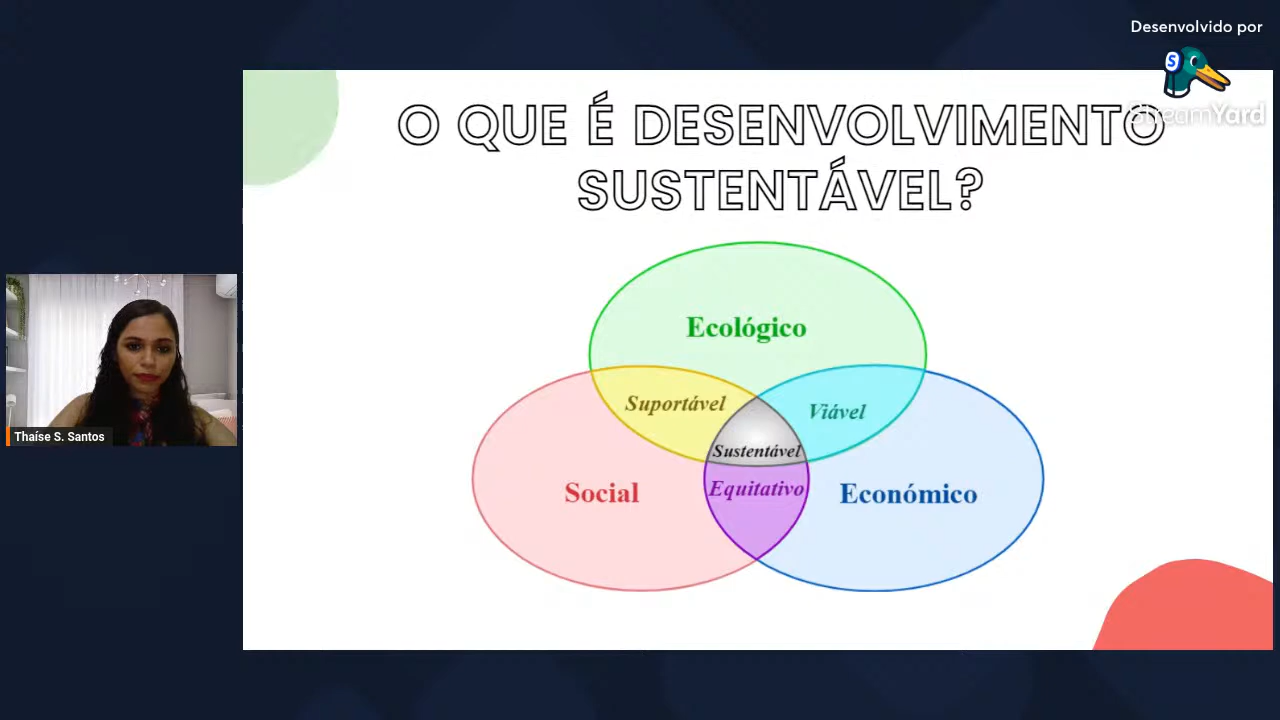 Desenvolvido por
StreamYard
O QUE É DESENVOLVIMENTO
SUSTENTÁVEL?
Ecológico
Suportável
Viável
Sustentável
Equitativo
Social
Económico
Thaíse S. Santos